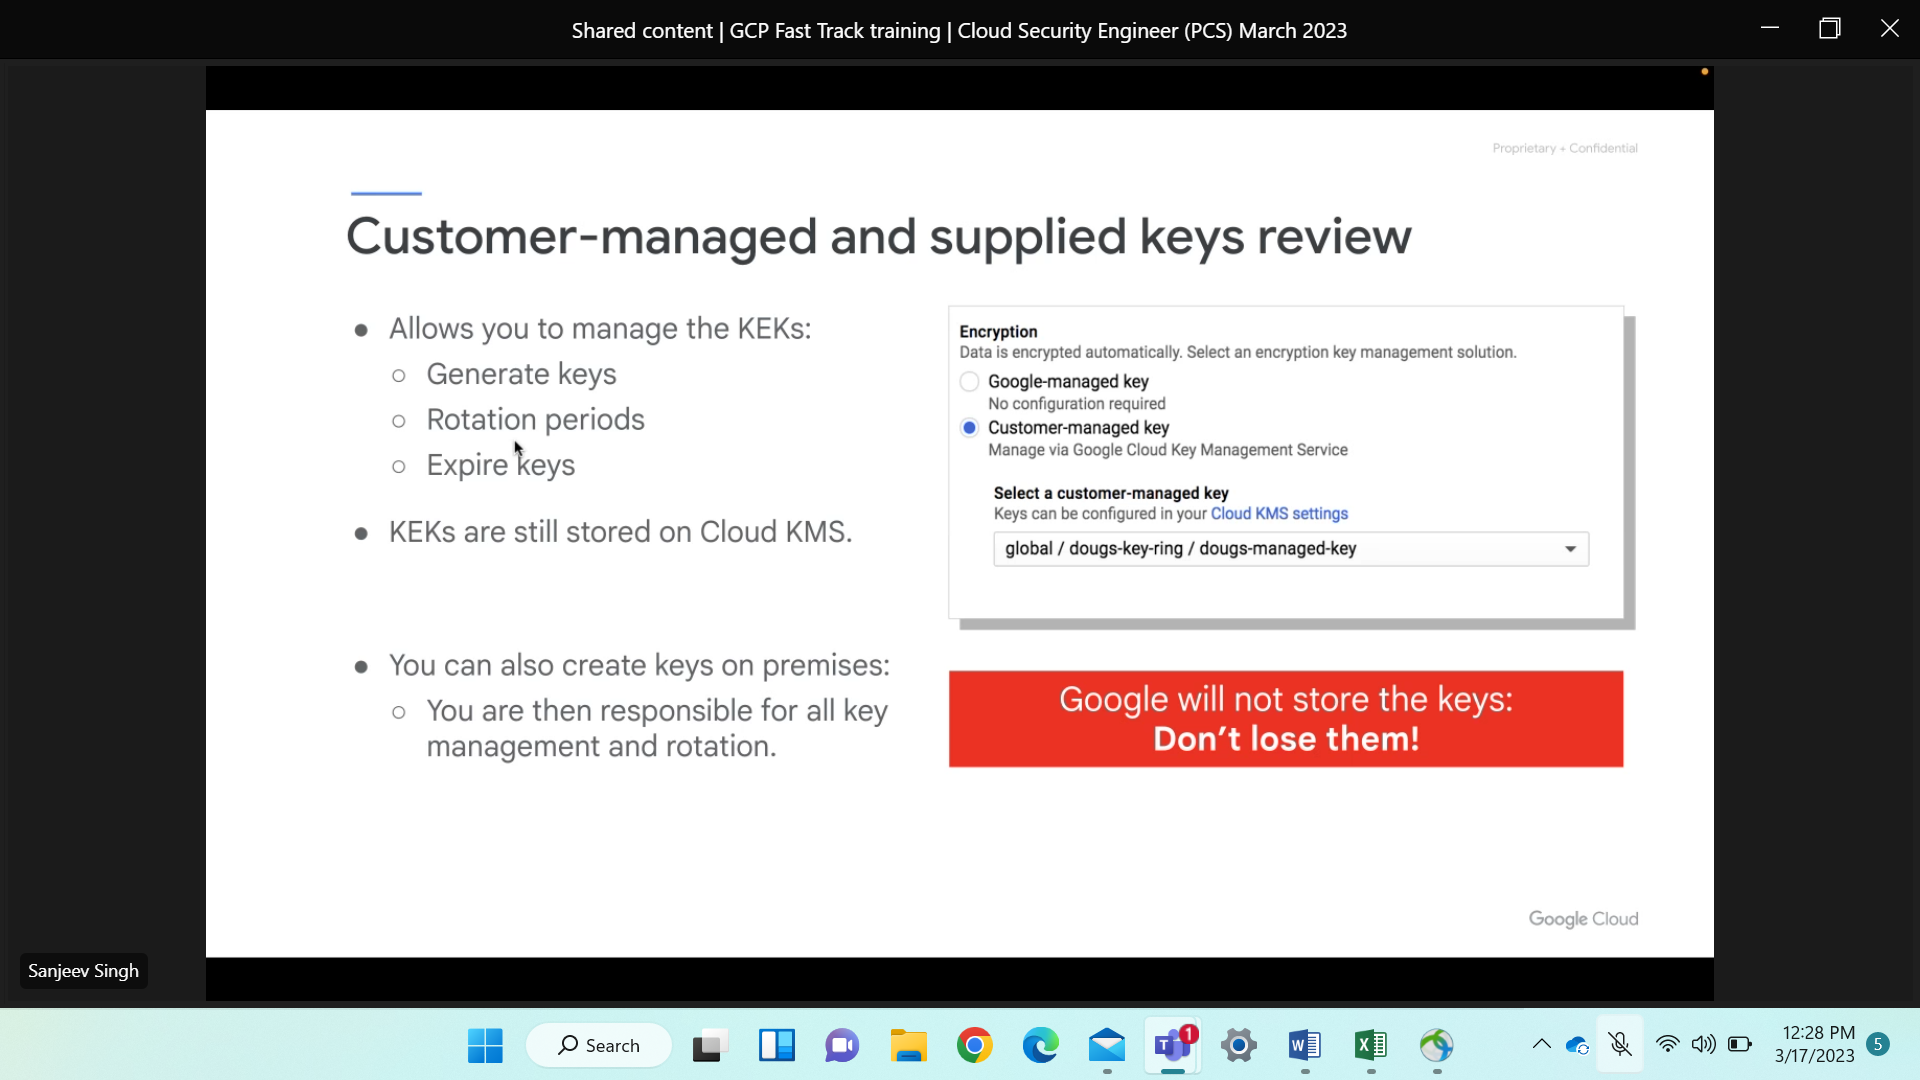 Shared content | GCP Fast Track training | Cloud Security Engineer (PCS) March 2023
Proprietary + Confidential
Customer-managed and supplied keys review
● Allows you to manage the KEKs:
○ Generate keys
○ Rotation periods
○ Expire keys
● KEKs are still stored on Cloud KMS.
● You can also create keys on premises:
○ You are then responsible for all key
management and rotation.
Encryption
Data is encrypted automatically. Select an encryption key management solution.
Google-managed key
No configuration required
Customer-managed key
Manage via Google Cloud Key Management Service
Select a customer-managed key
Keys can be configured in your Cloud KMS settings
global / dougs-key-ring / dougs-managed-key
Google will not store the keys:
Don't lose them!
Google Cloud
Sanjeev Singh
Search
1
12:28 PM
3/17/2023
5